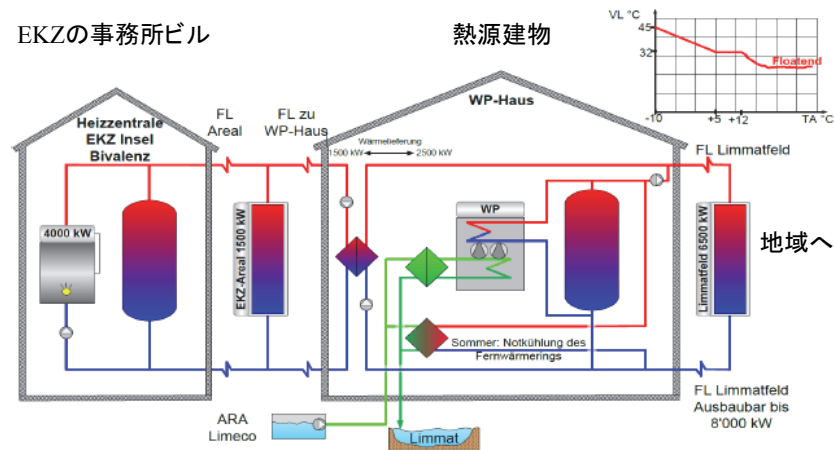 EKZの事務所ビル
熱源建物
VL °C
45
32
Floatend
-10
+5
+12
TA °C
WP-Haus
FL
Areal
FL zu
WP-Haus
Heizzentrale
EKZ Insel
Bivalenz
Wärmelieferung
1500 kW
2500 kW
FL Limmatfeld
4000 kW
WP
EKZ-Areal 1500 kW
Limmatfeld 6500 kW
地域へ
Sommer: Notkühlung des
Fernwärmerings
FL Limmatfeld
Ausbaubar bis
8'000 kW
ARA
Limeco
Limmat